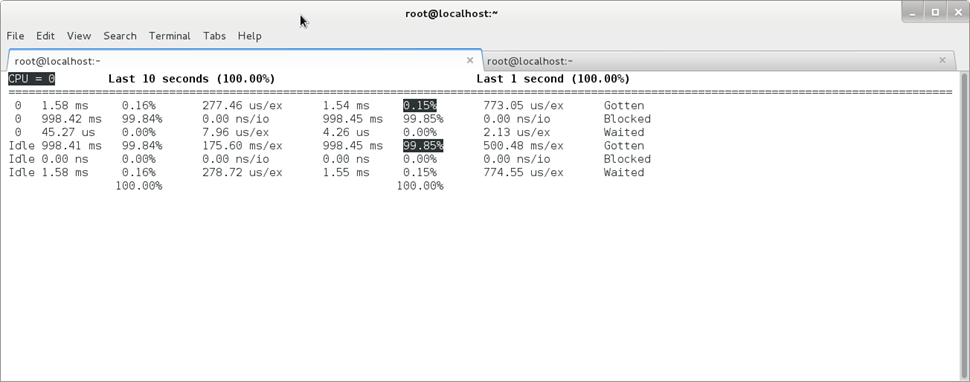 root@localhost:~
File Edit View Search Terminal Tabs Help
root@localhost:~ × root@localhost:~ ×
CPU = 0 Last 10 seconds (100.00%) Last 1 second (100.00%)
======================================================================================================================
0 1.58 ms 0.16% 277.46 us/ex 1.54 ms 0.15% 773.05 us/ex Gotten
0 998.42 ms 99.84% 0.00 ns/io 998.45 ms 99.85% 0.00 ns/io Blocked
0 45.27 us 0.00% 7.96 us/ex 4.26 us 0.00% 2.13 us/ex Waited
Idle 998.41 ms 99.84% 175.60 ms/ex 998.45 ms 99.85% 500.48 ms/ex Gotten
Idle 0.00 ns 0.00% 0.00 ns/io 0.00 ns 0.00% 0.00 ns/io Blocked
Idle 1.58 ms 0.16% 278.72 us/ex 1.55 ms 0.15% 774.55 us/ex Waited
100.00% 100.00%